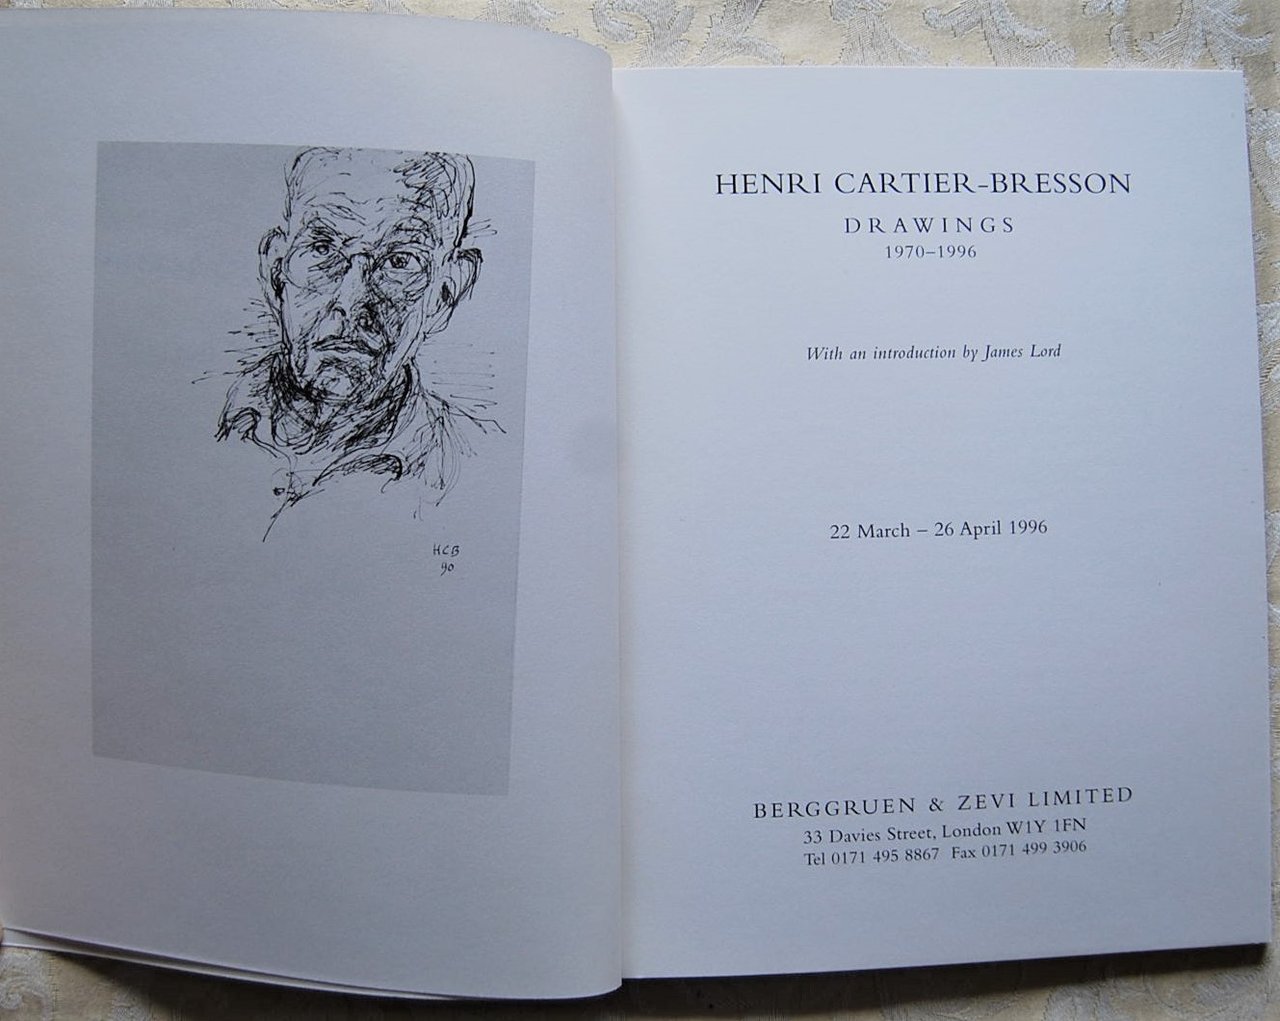 HCB
90
HENRI CARTIER-BRESSON
DRAWINGS
1970–1996
With an introduction by James Lord
22 March – 26 April 1996
BERGGRUEN & ZEVI LIMITED
33 Davies Street, London W1Y 1FN
Tel 0171 495 8867 Fax 0171 499 3906